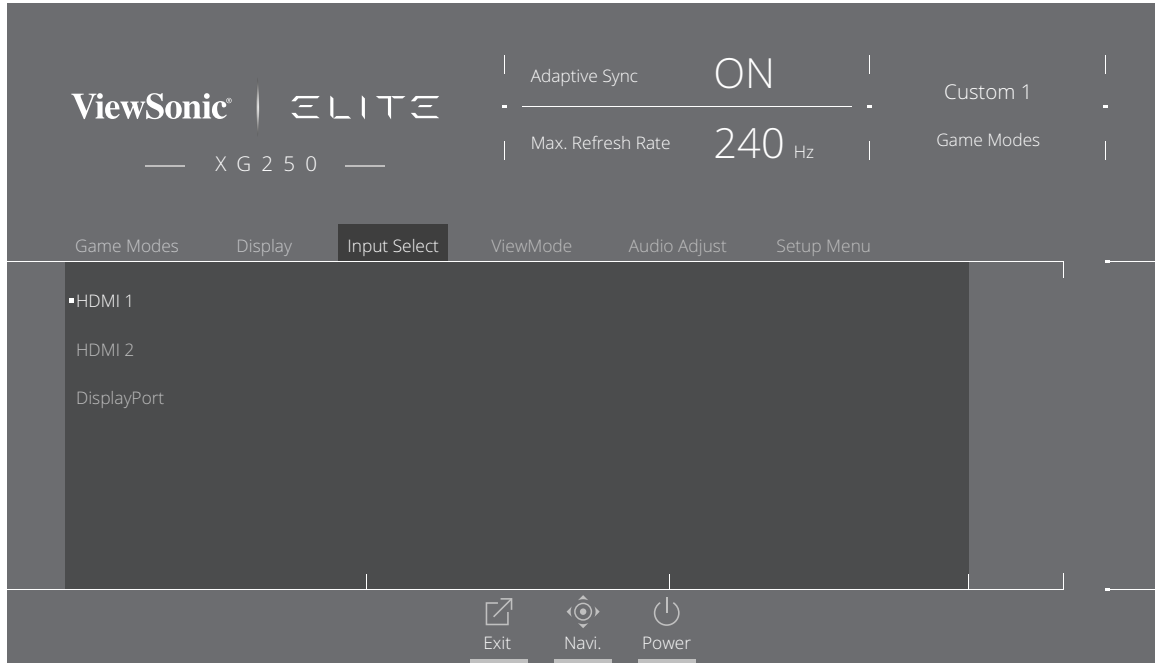 ViewSonic® ELITE
XG250
Adaptive Sync ON
Max. Refresh Rate 240 Hz
Custom 1
Game Modes
Game Modes Display Input Select ViewMode Audio Adjust Setup Menu
HDMI 1
HDMI 2
DisplayPort
Exit Navi. Power